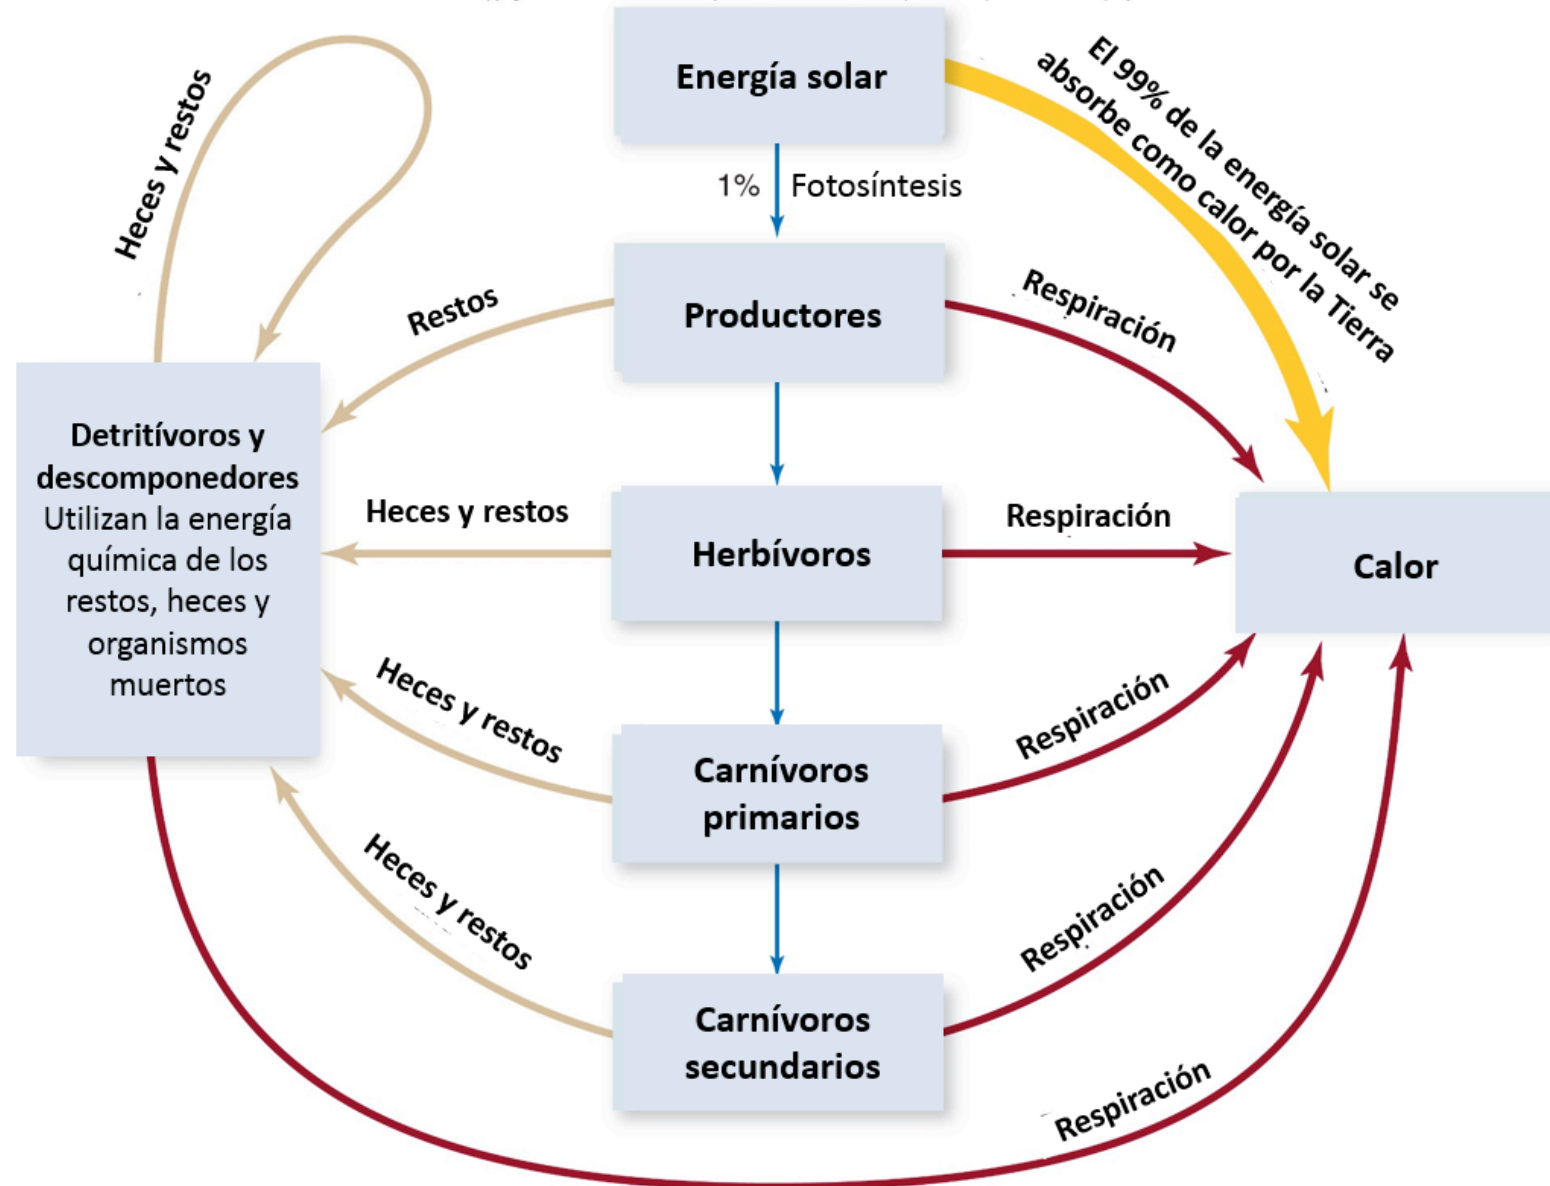 Energía solar
El 99% de la energía solar se
absorbe como calor por la Tierra
1%
Fotosíntesis
Heces y restos
Restos
Productores
Respiración
Detritívoros y
descomponedores
Utilizan la energía
química de los
restos, heces y
organismos
muertos
Heces y restos
Herbívoros
Respiración
Calor
Heces y restos
Carnívoros
primarios
Respiración
Heces y restos
Carnívoros
secundarios
Respiración
Respiración